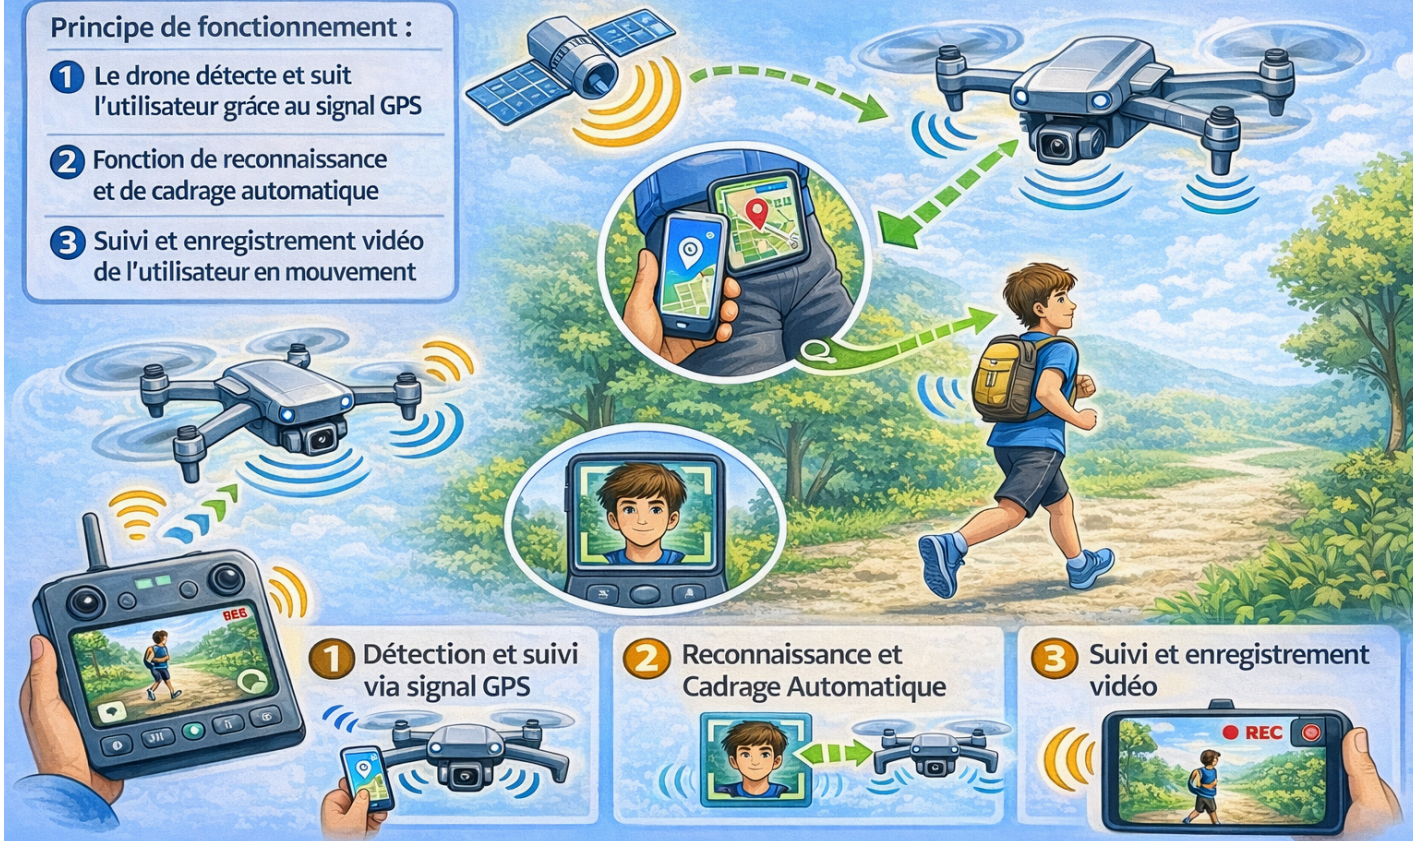 Principe de fonctionnement :
1 Le drone détecte et suit
l'utilisateur grâce au signal GPS
2 Fonction de reconnaissance
et de cadrage automatique
3 Suivi et enregistrement vidéo
de l'utilisateur en mouvement
1 Détection et suivi
via signal GPS
2 Reconnaissance et
Cadrage Automatique
3 Suivi et enregistrement
vidéo
REC